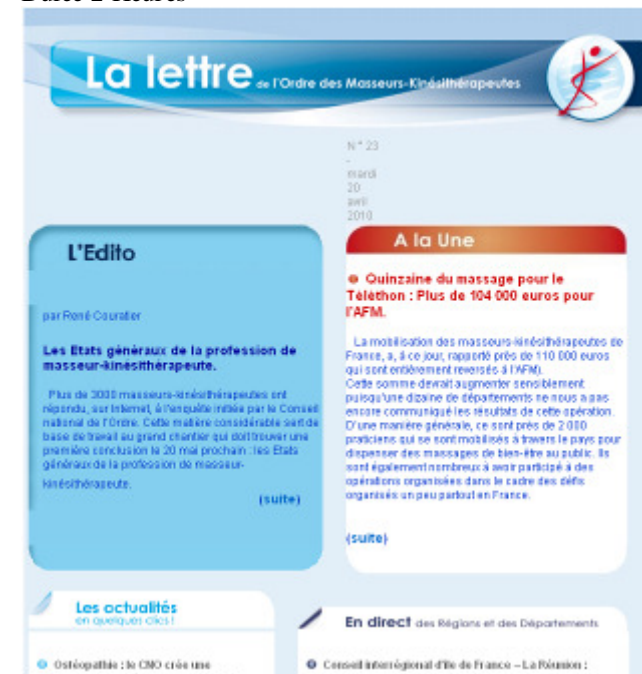 Durée 2 Heures
La lettre de l'Ordre des Masseurs-Kinésithérapeutes
N° 23
-
mardi
20
avril
2010
L'Edito
par René Couratier
Les Etats généraux de la profession de
masseur-kinésithérapeute.
Plus de 3000 masseurs-kinésithérapeutes ont
répondu, sur Internet, à l'enquête initiée par le Conseil
national de l'Ordre. Cette matière considérable sert de
base de travail au grand chantier qui doit trouver une
première conclusion le 20 mai prochain : les Etats
généraux de la profession de masseur-
kinésithérapeute.
(suite)
A la Une
Quinzaine du massage pour le
Téléthon : Plus de 104 000 euros pour
l'AFM.
La mobilisation des masseurs-kinésithérapeutes de
France, a, à ce jour, rapporté près de 110 000 euros
qui sont entièrement reversés à l'AFM).
Cette somme devrait augmenter sensiblement
puisqu'une dizaine de départements ne nous a pas
encore communiqué les résultats de cette opération.
D'une manière générale, ce sont près de 2 000
praticiens qui se sont mobilisés à travers le pays pour
dispenser des massages de bien-être au public. Ils
sont également nombreux à avoir participé à des
opérations organisées dans le cadre des défis
organisés un peu partout en France.
(suite)
Les actualités
en quelques clics !
Ostéopathie : le CNO crée une
En direct des Régions et des Départements
Conseil interrégional d'Ile de France – La Réunion :